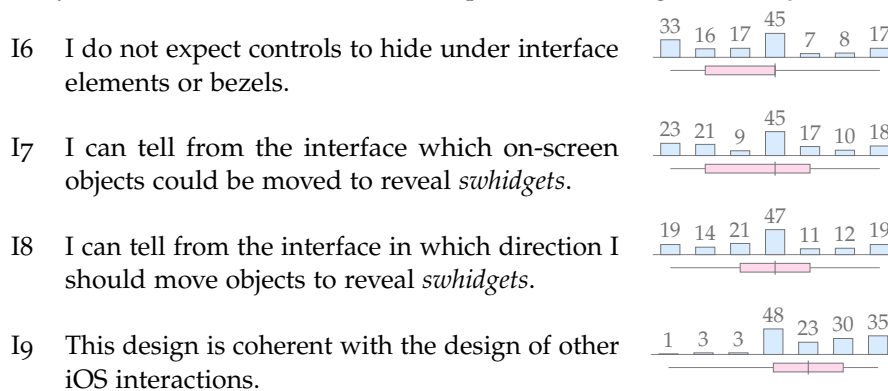 33 16 17 45 7 8 17
I6 I do not expect controls to hide under interface
elements or bezels.
23 21 9 45 17 10 18
I7 I can tell from the interface which on-screen
objects could be moved to reveal swhidgets.
19 14 21 47 11 12 19
I8 I can tell from the interface in which direction I
should move objects to reveal swhidgets.
1 3 3 48 23 30 35
I9 This design is coherent with the design of other
iOS interactions.